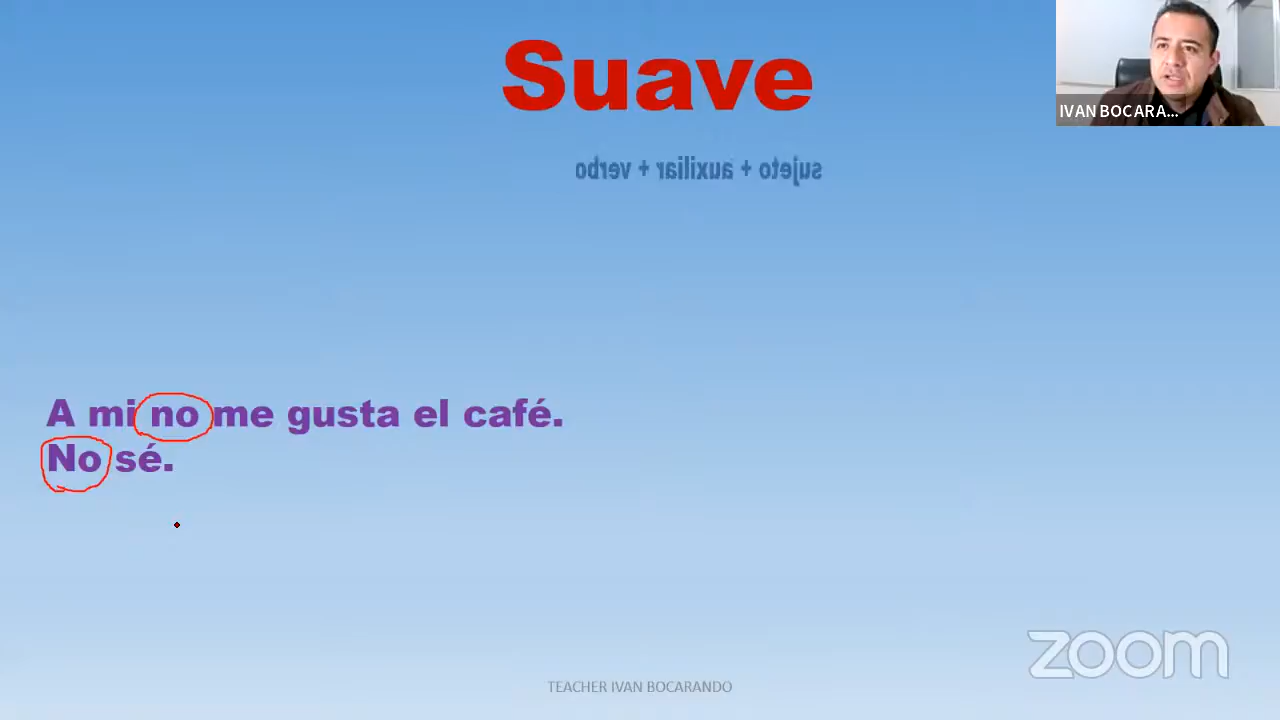 Suave
IVAN BOCARA...
sujeto + auxiliar + verbo
A mi no me gusta el café.
No sé.
zoom
TEACHER IVAN BOCARANDO